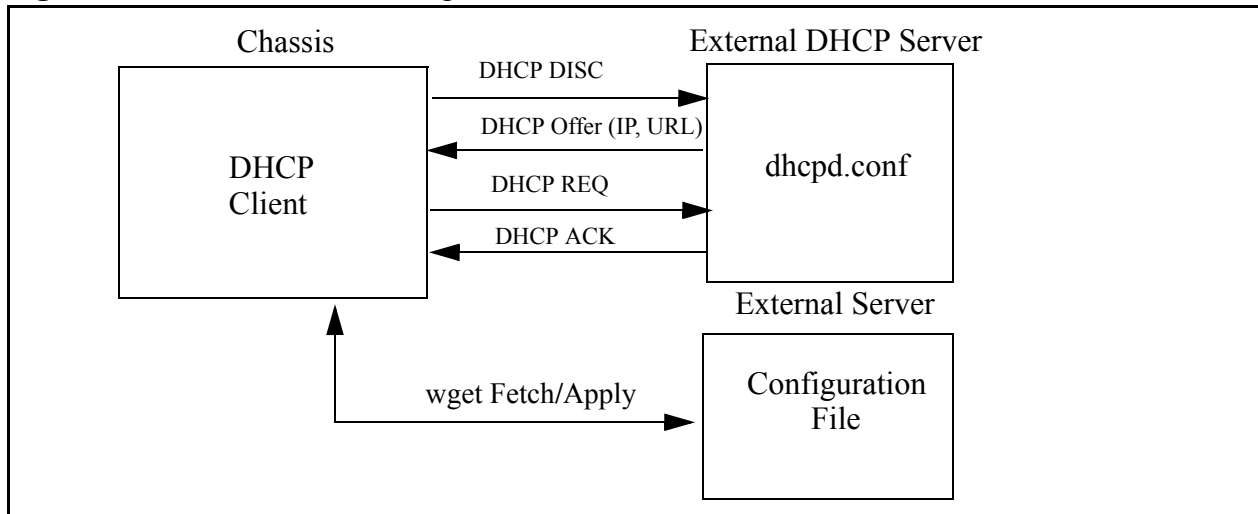 Chassis
External DHCP Server
DHCP DISC
DHCP Offer (IP, URL)
DHCP
Client
dhcpd.conf
DHCP REQ
DHCP ACK
External Server
wget Fetch/Apply
Configuration
File